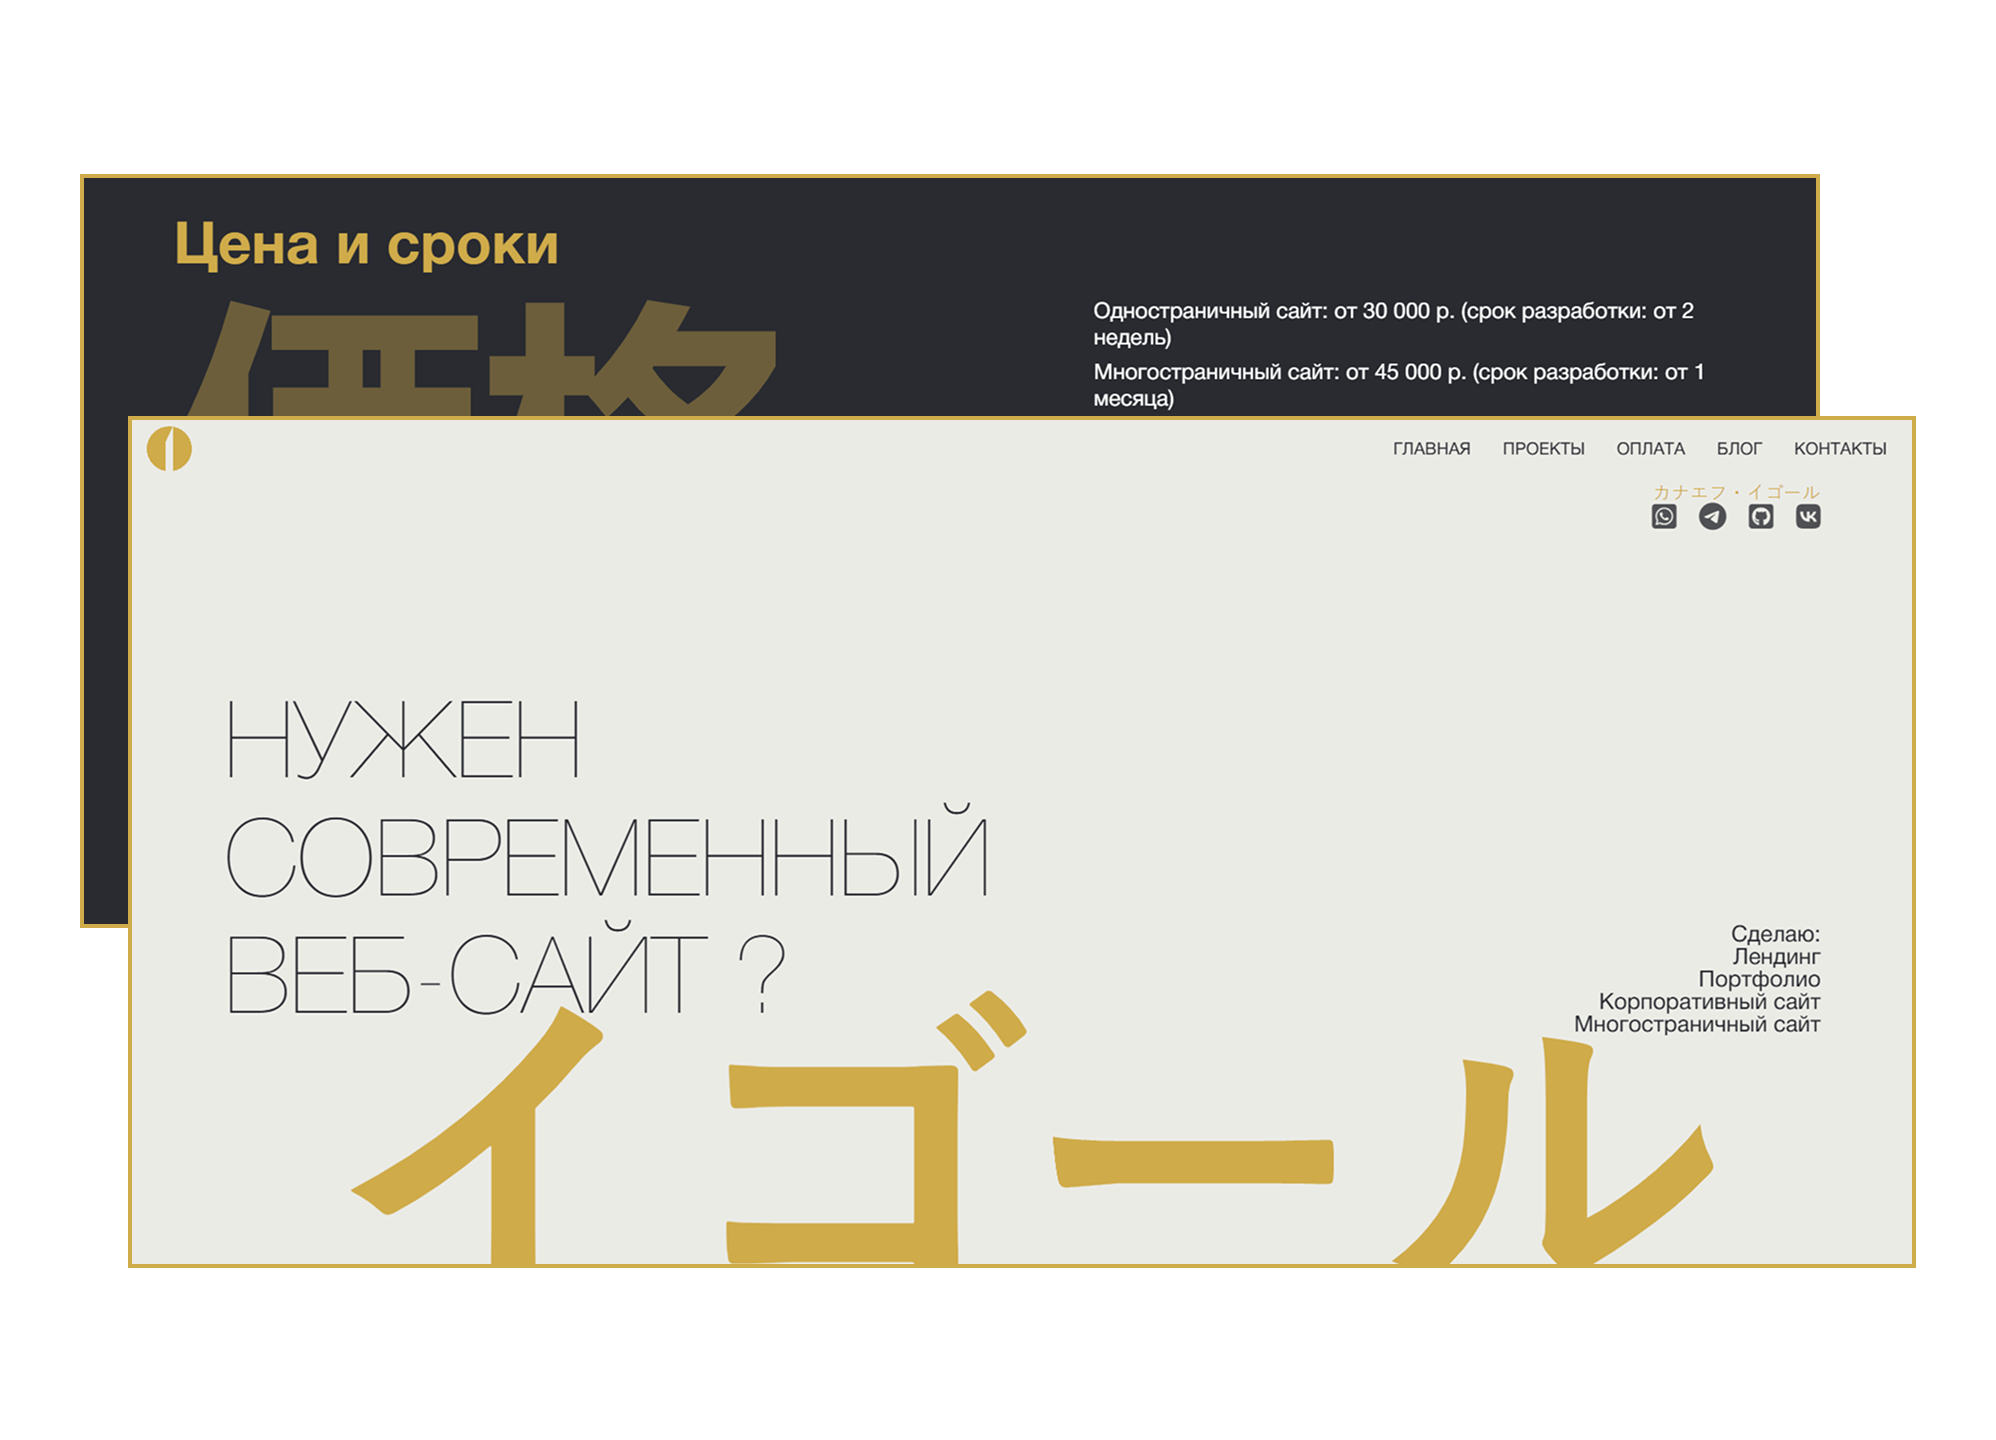 Цена и сроки
価格
Одностраничный сайт: от 30 000 р. (срок разработки: от 2
недель)
Многостраничный сайт: от 45 000 р. (срок разработки: от 1
месяца)
ГЛАВНАЯ ПРОЕКТЫ ОПЛАТА БЛОГ КОНТАКТЫ
カナエフ・イゴール
НУЖЕН
СОВРЕМЕННЫЙ
ВЕБ-САЙТ ?
Сделаю:
Лендинг
Портфолио
Корпоративный сайт
Многостраничный сайт
イゴール